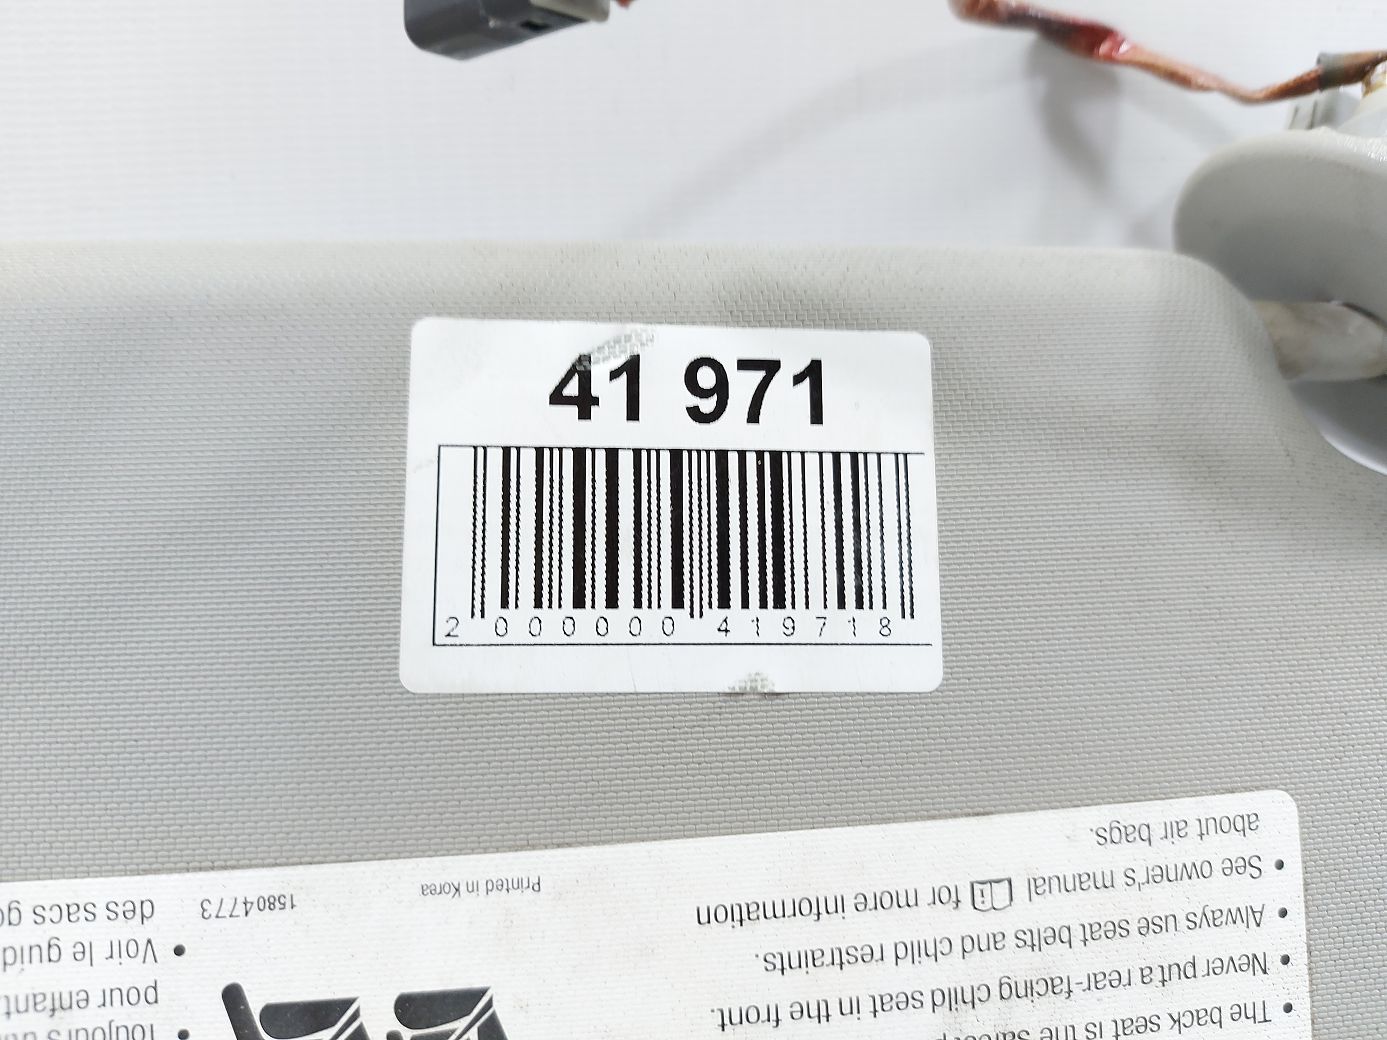 41 971
2 000000 419718
The back seat is the
Never put a rear-facing child seat in the front.
Always use seat belts and child restraints.
See owner's manual for more information
about air bags.
Printed in Korea
15804773
Toujours
pour enfant
Voir le
des sacs